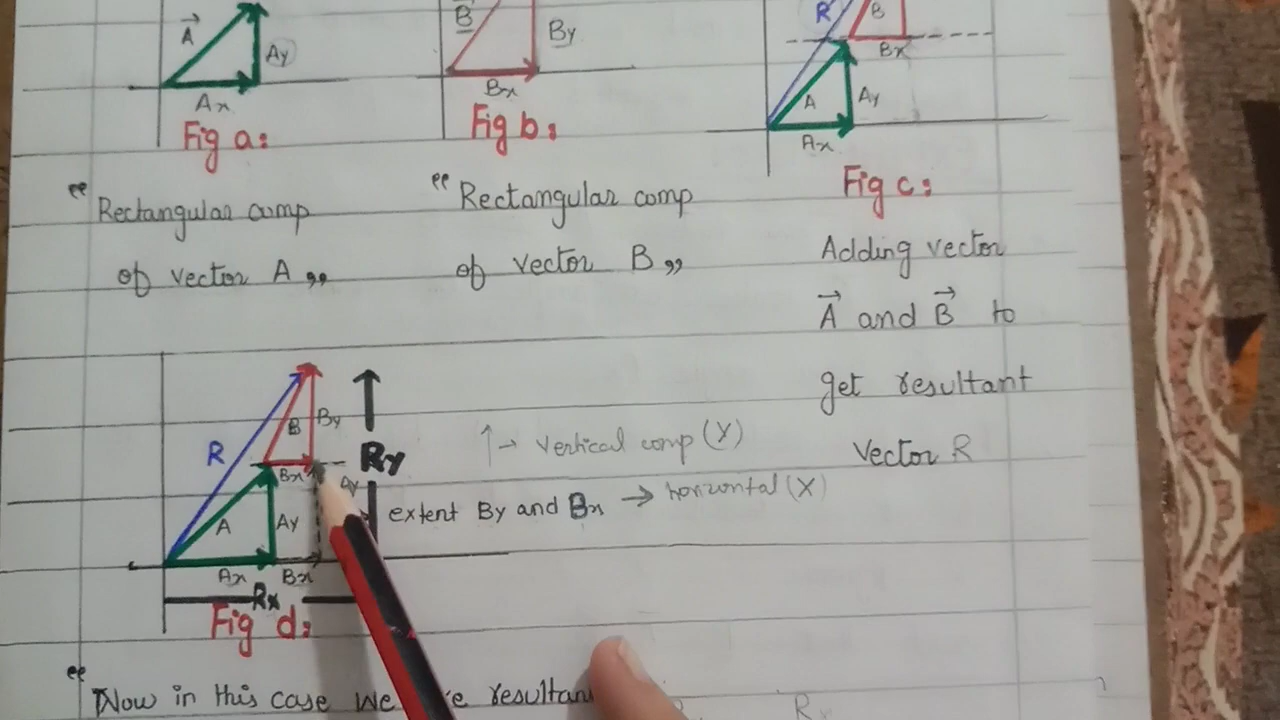 A
Ay
Ax
Fig a:
B
By
Bx
Fig b:
R
B
Bx
A
Ay
Ax
Fig c:
"Rectangular comp
of vector A"
"Rectangular comp
of vector B"
Adding vector
A and B to
get resultant
vector R
R
B
By
Bx
Ry
Ay
A
Ay
Ax
Bx
Rx
↑→ vertical comp (Y)
extent By and Bx → horizontal (X)
Fig d:
"Now in this case we resultan